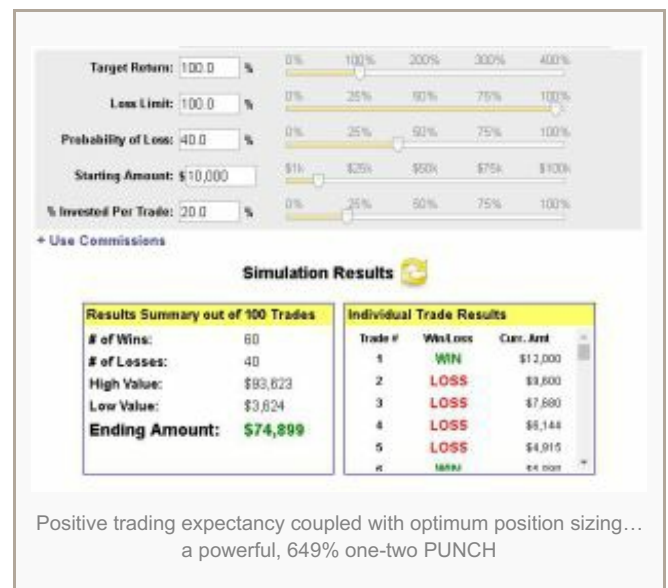 Target Return: 100.0 % 0% 100% 200% 300% 400%
Loss Limit: 100.0 % 0% 25% 50% 75% 100%
Probability of Loss: 40.0 % 0% 25% 50% 75% 100%
Starting Amount: $10,000 $1k $25k $50k $75k $100k
% Invested Per Trade: 20.0 % 0% 25% 50% 75% 100%
+ Use Commissions
Simulation Results
Results Summary out of 100 Trades
# of Wins: 60
# of Losses: 40
High Value: $93,623
Low Value: $3,624
Ending Amount: $74,899
Individual Trade Results
Trade # Win/Loss Curr. Amt
1 WIN $12,000
2 LOSS $9,600
3 LOSS $7,680
4 LOSS $6,144
5 LOSS $4,915
Positive trading expectancy coupled with optimum position sizing…
a powerful, 649% one-two PUNCH